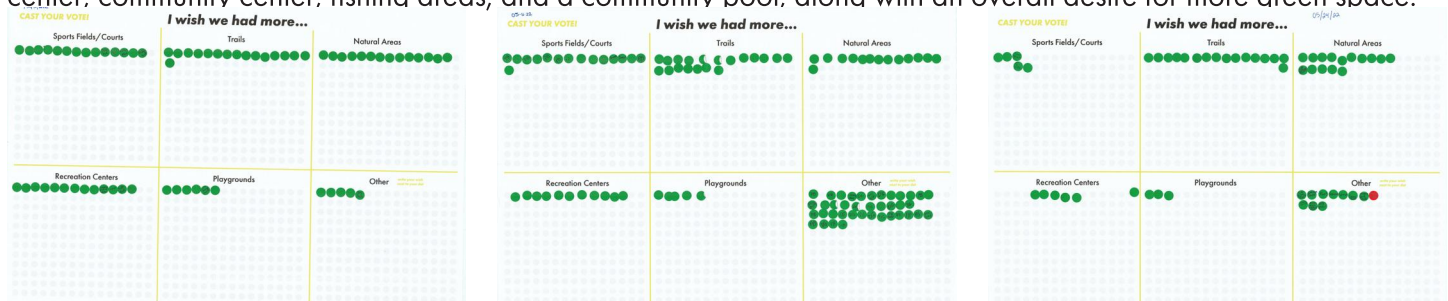 center, community center, fishing areas, and a community pool, along with an overall desire for more green space.
CAST YOUR VOTE!
I wish we had more...
Sports Fields/Courts
Trails
Natural Areas
Recreation Centers
Playgrounds
Other
CAST YOUR VOTE!
I wish we had more...
Sports Fields/Courts
Trails
Natural Areas
Recreation Centers
Playgrounds
Other
CAST YOUR VOTE!
I wish we had more...
05/24/22
Sports Fields/Courts
Trails
Natural Areas
Recreation Centers
Playgrounds
Other